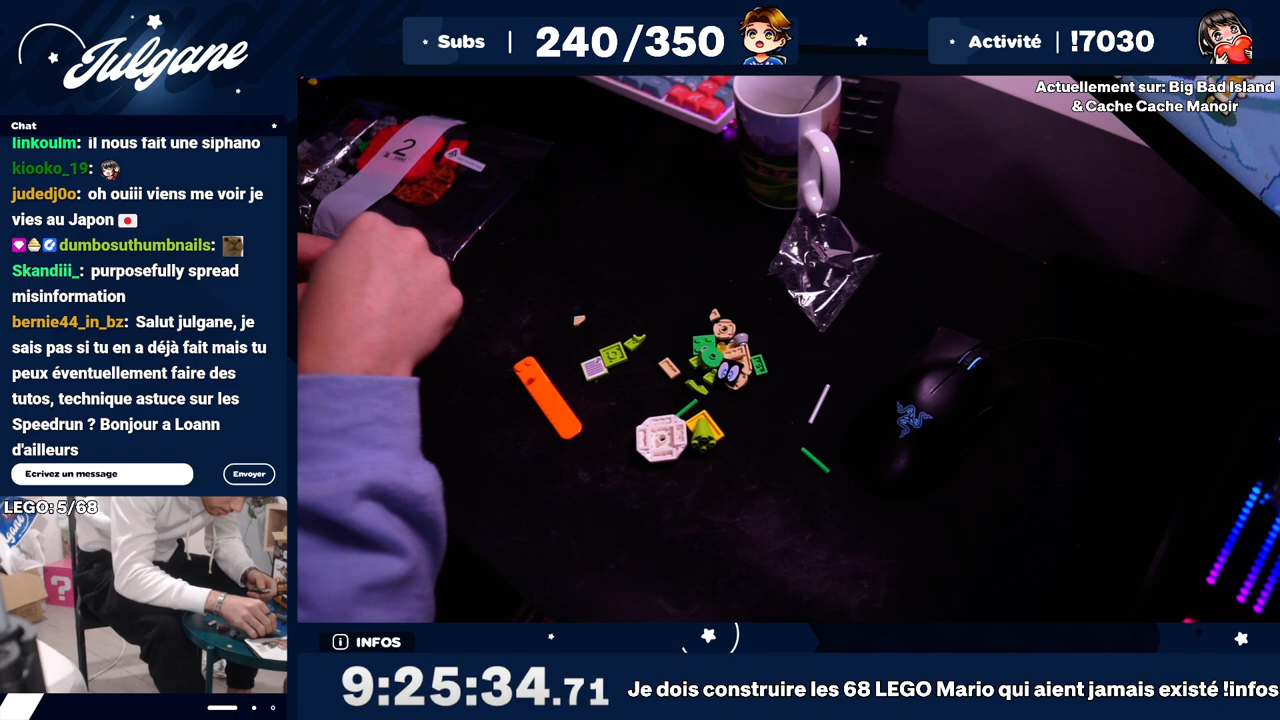 Julgane
Subs | 240/350
Activité | !7030
Actuellement sur: Big Bad Island
& Cache Cache Manoir
Chat
linkoulm: il nous fait une siphano
kiooko_19:
judedj0o: oh ouiii viens me voir je
vies au Japon
dumbosuthumbnails:
Skandiii_: purposefully spread
misinformation
bernie44_in_bz: Salut julgane, je
sais pas si tu en a déjà fait mais tu
peux éventuellement faire des
tutos, technique astuce sur les
Speedrun ? Bonjour a Loann
d'ailleurs
Ecrivez un message
Envoyer
2
LEGO: 5/68
?
INFOS
9:25:34.71
Je dois construire les 68 LEGO Mario qui aient jamais existé !infos